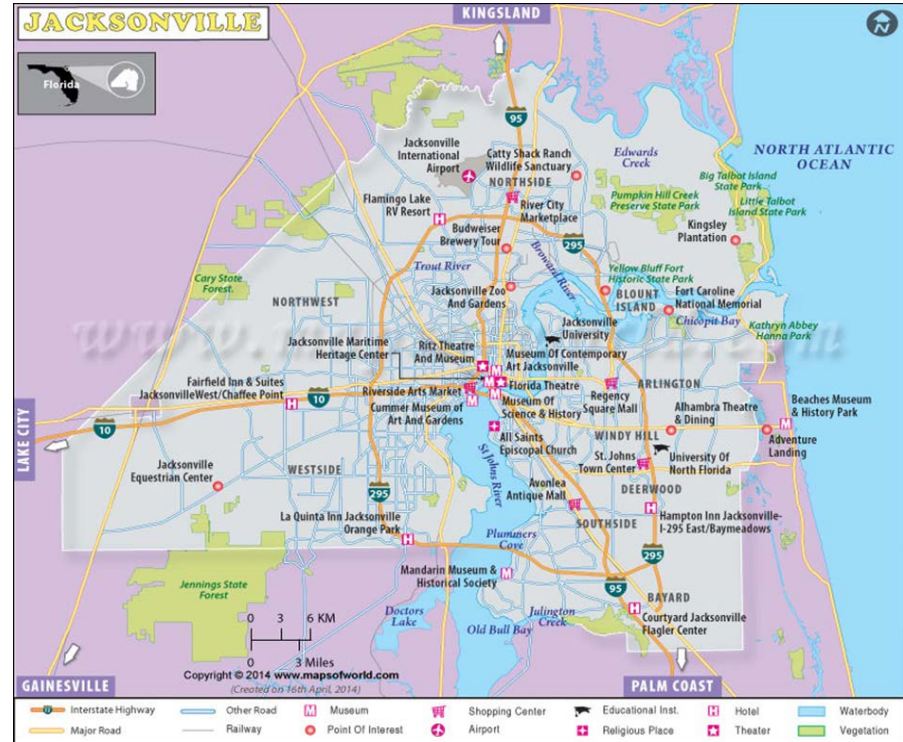 JACKSONVILLE
KINGSLAND
N
Florida
95
Jacksonville
International
Airport
Catty Shack Ranch
Wildlife Sanctuary
NORTHSIDE
Edwards
Creek
NORTH ATLANTIC
OCEAN
Big Talbot Island
State Park
Little Talbot
Island State Park
Pumpkin Hill Creek
Preserve State Park
Kingsley
Plantation
Flamingo Lake
RV Resort
River City
Marketplace
Budweiser
Brewery Tour
295
Broward River
Trout River
Yellow Bluff Fort
Historic State Park
Cary State
Forest.
NORTHWEST
Jacksonville Zoo
And Gardens
BLOUNT
ISLAND
Fort Caroline
National Memorial
Chicopit Bay
Kathryn Abbey
Hanna Park
Jacksonville
University
Jacksonville Maritime
Heritage Center
Ritz Theatre
And Museum
Museum Of Contemporary
Art Jacksonville
Fairfield Inn & Suites
JacksonvilleWest/Chaffee Point
10
Riverside Arts Market
Florida Theatre
ARLINGTON
Cummer Museum of
Art And Gardens
Museum Of
Science & History
Regency
Square Mall
Alhambra Theatre
& Dining
Beaches Museum
& History Park
Adventure
Landing
10
LAKE CITY
All Saints
Episcopal Church
WINDY HILL
St. Johns
Town Center
University Of
North Florida
Jacksonville
Equestrian Center
WESTSIDE
St Johns River
295
Avonlea
Antique Mall
DEERWOOD
SOUTHSIDE
Hampton Inn Jacksonville-
I-295 East/Baymeadows
La Quinta Inn Jacksonville
Orange Park
Plummers
Cove
295
Mandarin Museum &
Historical Society
95
BAYARD
Jennings State
Forest
Doctors
Lake
Old Bull Bay
Julington
Creek
Courtyard Jacksonville
Flagler Center
0 3 6 KM
0 3 Miles
Copyright © 2014 www.mapsofworld.com
(Created on 16th April, 2014)
GAINESVILLE
PALM COAST
Interstate Highway
Other Road
M Museum
Shopping Center
Educational Inst.
H Hotel
Waterbody
Major Road
Railway
Point Of Interest
Airport
Religious Place
Theater
Vegetation